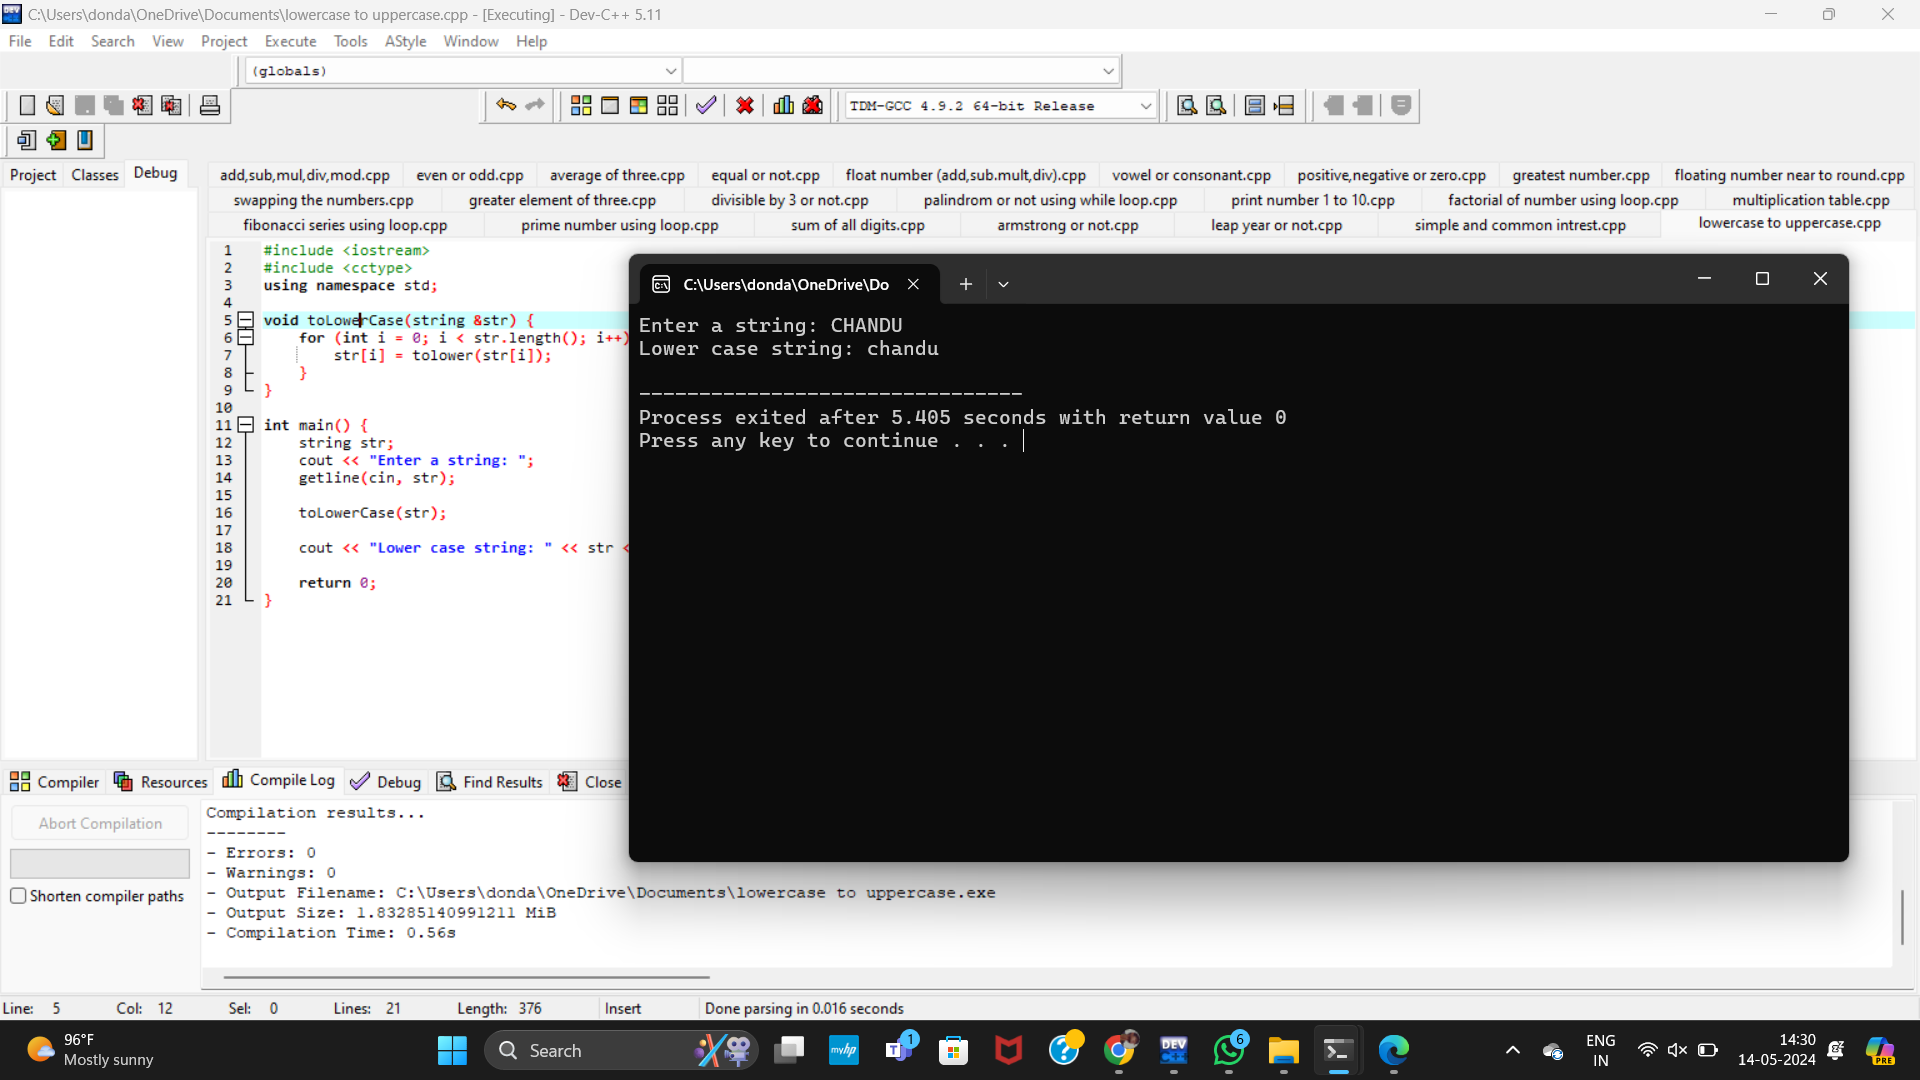 C:\Users\donda\OneDrive\Documents\lowercase to uppercase.cpp - [Executing] - Dev-C++ 5.11
File Edit Search View Project Execute Tools AStyle Window Help
(globals)
TDM-GCC 4.9.2 64-bit Release
Project Classes Debug
add,sub,mul,div,mod.cpp even or odd.cpp average of three.cpp equal or not.cpp float number (add,sub.mult,div).cpp vowel or consonant.cpp positive,negative or zero.cpp greatest number.cpp floating number near to round.cpp
swapping the numbers.cpp greater element of three.cpp divisible by 3 or not.cpp palindrom or not using while loop.cpp print number 1 to 10.cpp factorial of number using loop.cpp multiplication table.cpp
fibonacci series using loop.cpp prime number using loop.cpp sum of all digits.cpp armstrong or not.cpp leap year or not.cpp simple and common intrest.cpp lowercase to uppercase.cpp
1 #include <iostream>
2 #include <cctype>
3 using namespace std;
4
5 void toLowerCase(string &str) {
6 for (int i = 0; i < str.length(); i++)
7 str[i] = tolower(str[i]);
8 }
9 }
10
11 int main() {
12 string str;
13 cout << "Enter a string: ";
14 getline(cin, str);
15
16 toLowerCase(str);
17
18 cout << "Lower case string: " << str <
19
20 return 0;
21 }
C:\Users\donda\OneDrive\Do
Enter a string: CHANDU
Lower case string: chandu
--------------------------------
Process exited after 5.405 seconds with return value 0
Press any key to continue . . .
Compiler Resources Compile Log Debug Find Results Close
Abort Compilation
Shorten compiler paths
Compilation results...
--------
- Errors: 0
- Warnings: 0
- Output Filename: C:\Users\donda\OneDrive\Documents\lowercase to uppercase.exe
- Output Size: 1.83285140991211 MiB
- Compilation Time: 0.56s
Line: 5 Col: 12 Sel: 0 Lines: 21 Length: 376 Insert Done parsing in 0.016 seconds
96°F
Mostly sunny
Search
myhp
1
DEV
6
ENG
IN
14:30
14-05-2024
PRE